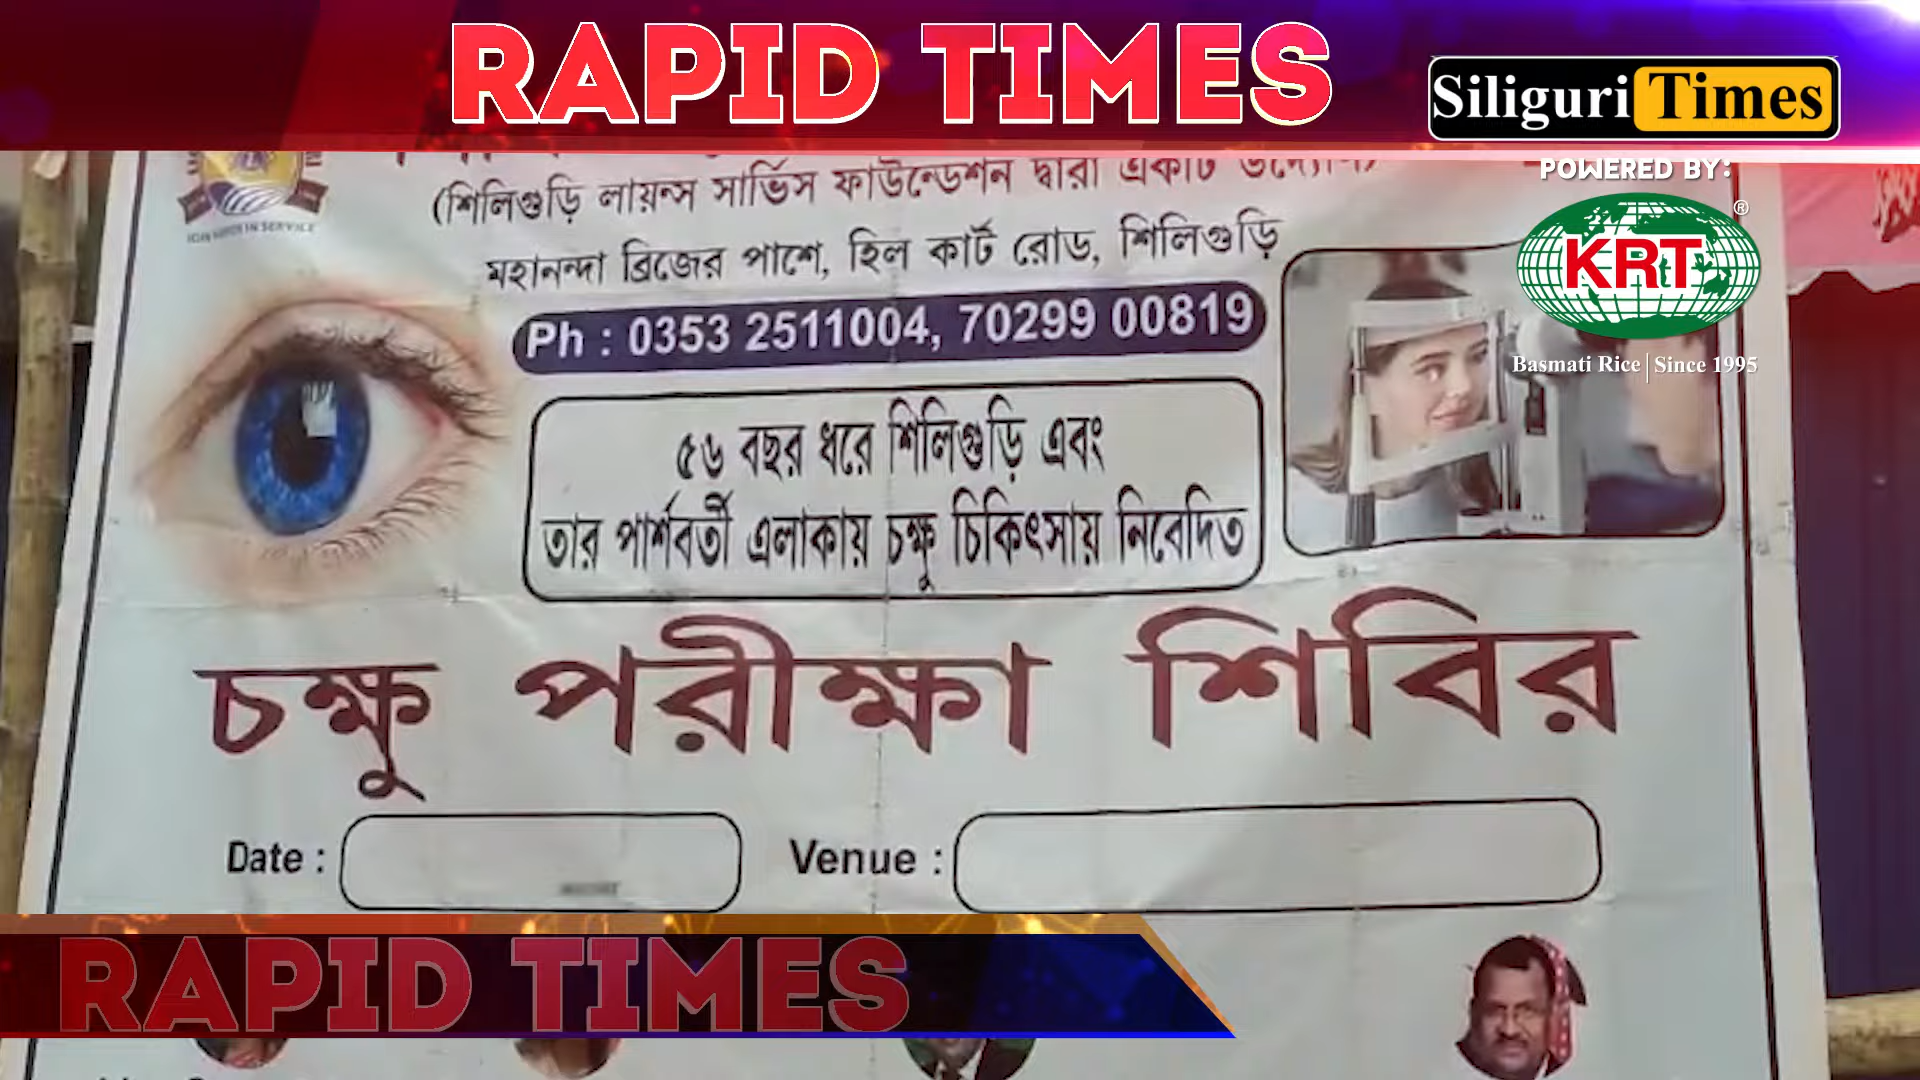 RAPID TIMES
Siliguri Times
POWERED BY:
KRT
®
Basmati Rice | Since 1995
(শিলিগুড়ি লায়ন্স সার্ভিস ফাউন্ডেশন দ্বারা একটি
মহানন্দা ব্রিজের পাশে, হিল কার্ট রোড, শিলিগুড়ি
Ph : 0353 2511004, 70299 00819
৫৬ বছর ধরে শিলিগুড়ি এবং
তার পার্শবর্তী এলাকায় চক্ষু চিকিৎসায় নিবেদিত
চক্ষু পরীক্ষা শিবির
Date :
Venue :
RAPID TIMES